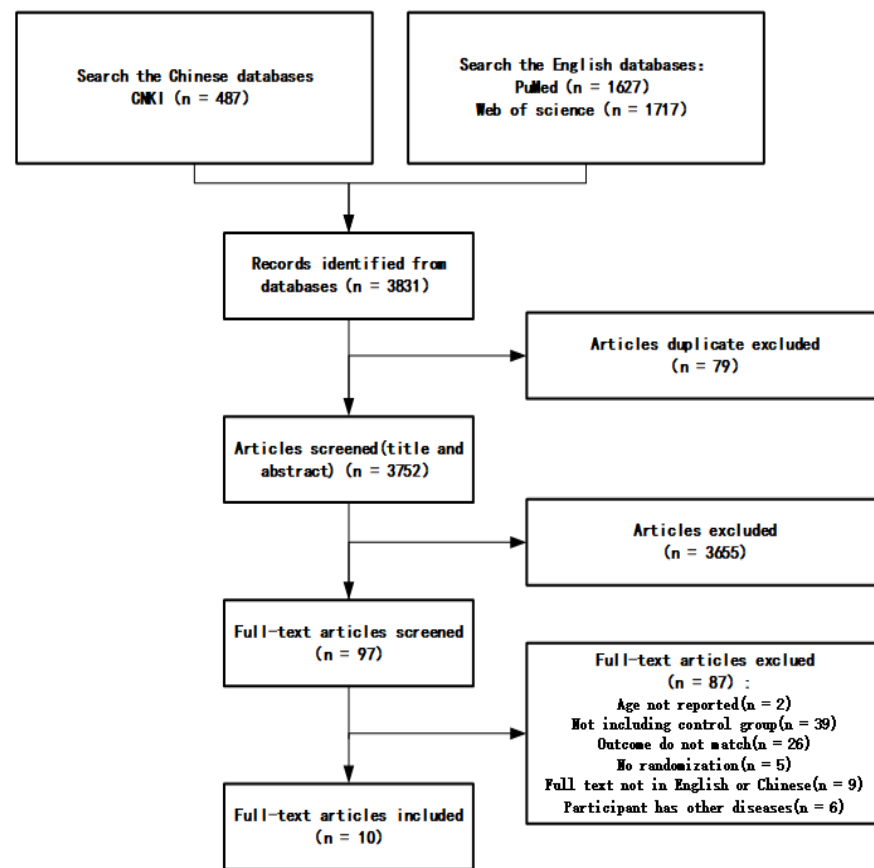 Search the Chinese databases
CNKI (n = 487)
Search the English databases:
PuMed (n = 1627)
Web of science (n = 1717)
Records identified from
databases (n = 3831)
Articles duplicate excluded
(n = 79)
Articles screened(title and
abstract) (n = 3752)
Articles excluded
(n = 3655)
Full-text articles screened
(n = 97)
Full-text articles exclued
(n = 87) :
Age not reported(n = 2)
Not including control group(n = 39)
Outcome do not match(n = 26)
No randomization(n = 5)
Full text not in English or Chinese(n = 9)
Participant has other diseases(n = 6)
Full-text articles included
(n = 10)